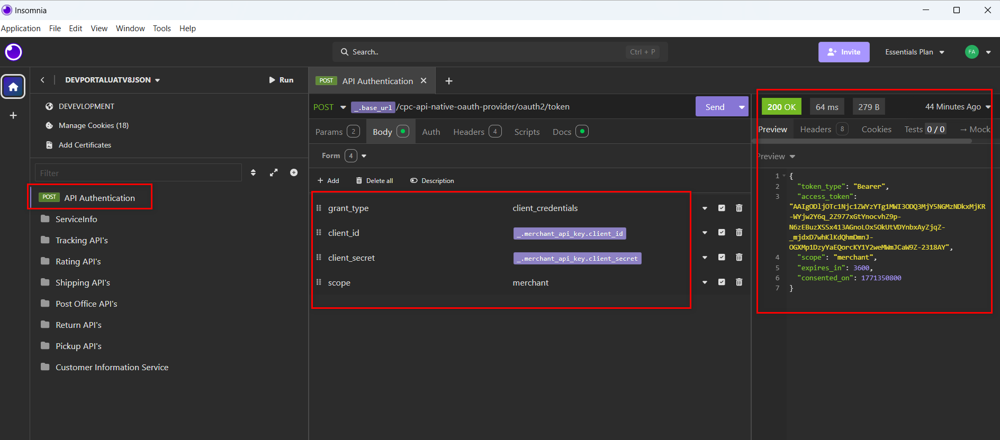 Insomnia
Application File Edit View Window Tools Help
Search.. Ctrl + P
Invite
Essentials Plan
FA
DEVPORTALUATV8JSON
Run
DEVEVLOPMENT
Manage Cookies (18)
Add Certificates
Filter
POST API Authentication
ServiceInfo
Tracking API's
Rating API's
Shipping API's
Post Office API's
Return API's
Pickup API's
Customer Information Service
POST API Authentication
POST _.base_url/cpc-api-native-oauth-provider/oauth2/token
Send
Params 2 Body Auth Headers 4 Scripts Docs
Form 4
Add Delete all Description
grant_type client_credentials
client_id _.merchant_api_key.client_id
client_secret _.merchant_api_key.client_secret
scope merchant
200 OK 64 ms 279 B 44 Minutes Ago
Preview Headers 8 Cookies Tests 0 / 0 → Mock
Preview
1 {
2 "token_type": "Bearer",
3 "access_token":
"AAIgODljOTc1Njc1ZWYzYTg1MWI3ODQ3MjY5NGMzNDkxMjKR
-WYjw2Y6q_2Z977xGtYnocvhZ9p-
N6zEBuzXSSx413AGnoLOx5OkUtVDYnbxAyZjqZ-
_mjdxD7whKlKdQhmDmnJ-
OGXMp1DzyYaEQorcKY1Y2weMWmJCaW9Z-2318AY",
4 "scope": "merchant",
5 "expires_in": 3600,
6 "consented_on": 1771350800
7 }